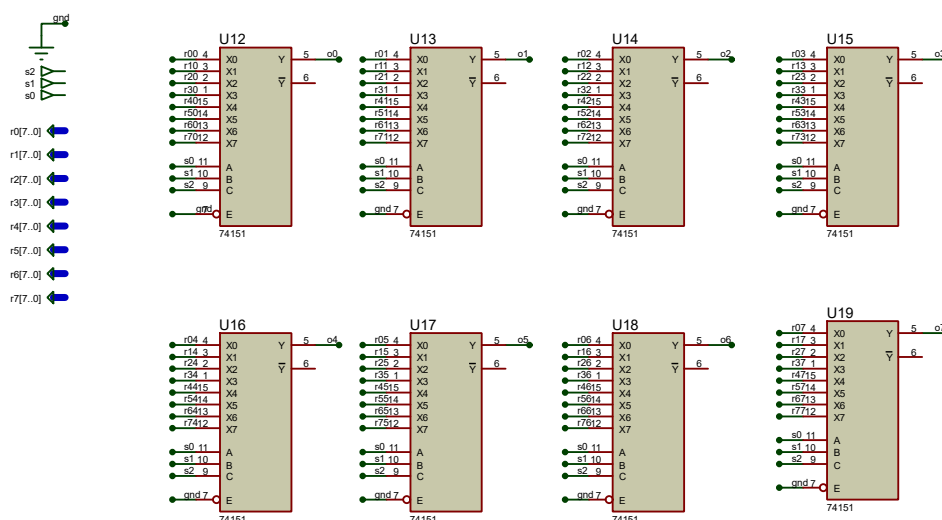 gnd
s2
s1
s0
r0[7..0]
r1[7..0]
r2[7..0]
r3[7..0]
r4[7..0]
r5[7..0]
r6[7..0]
r7[7..0]
U12
r00 4 X0 Y 5 o0
r10 3 X1
r20 2 X2 Y 6
r30 1 X3
r40 15 X4
r50 14 X5
r60 13 X6
r70 12 X7
s0 11 A
s1 10 B
s2 9 C
gnd 7 E
74151
U13
r01 4 X0 Y 5 o1
r11 3 X1
r21 2 X2 Y 6
r31 1 X3
r41 15 X4
r51 14 X5
r61 13 X6
r71 12 X7
s0 11 A
s1 10 B
s2 9 C
gnd 7 E
74151
U14
r02 4 X0 Y 5 o2
r12 3 X1
r22 2 X2 Y 6
r32 1 X3
r42 15 X4
r52 14 X5
r62 13 X6
r72 12 X7
s0 11 A
s1 10 B
s2 9 C
gnd 7 E
74151
U15
r03 4 X0 Y 5 o3
r13 3 X1
r23 2 X2 Y 6
r33 1 X3
r43 15 X4
r53 14 X5
r63 13 X6
r73 12 X7
s0 11 A
s1 10 B
s2 9 C
gnd 7 E
74151
U16
r04 4 X0 Y 5 o4
r14 3 X1
r24 2 X2 Y 6
r34 1 X3
r44 15 X4
r54 14 X5
r64 13 X6
r74 12 X7
s0 11 A
s1 10 B
s2 9 C
gnd 7 E
74151
U17
r05 4 X0 Y 5 o5
r15 3 X1
r25 2 X2 Y 6
r35 1 X3
r45 15 X4
r55 14 X5
r65 13 X6
r75 12 X7
s0 11 A
s1 10 B
s2 9 C
gnd 7 E
74151
U18
r06 4 X0 Y 5 o6
r16 3 X1
r26 2 X2 Y 6
r36 1 X3
r46 15 X4
r56 14 X5
r66 13 X6
r76 12 X7
s0 11 A
s1 10 B
s2 9 C
gnd 7 E
74151
U19
r07 4 X0 Y 5 o7
r17 3 X1
r27 2 X2 Y 6
r37 1 X3
r47 15 X4
r57 14 X5
r67 13 X6
r77 12 X7
s0 11 A
s1 10 B
s2 9 C
gnd 7 E
74151